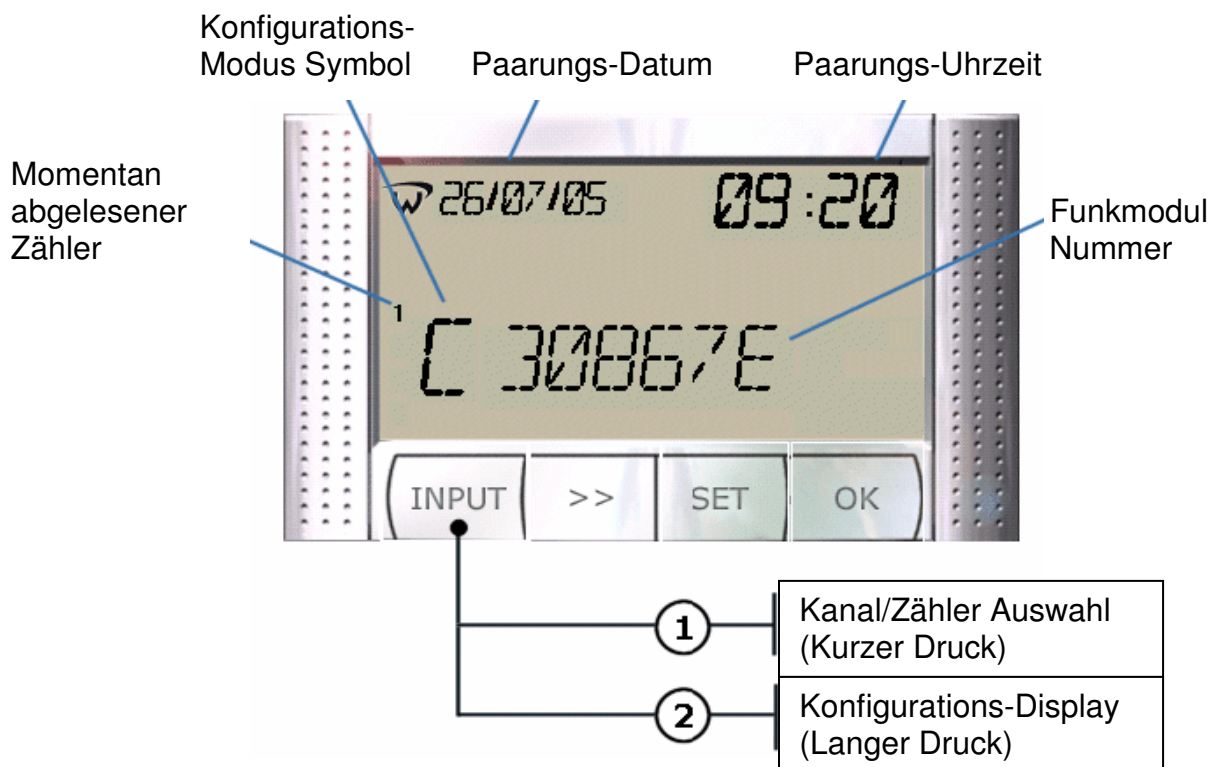 Konfigurations-
Modus Symbol
Paarungs-Datum
Paarungs-Uhrzeit
Momentan
abgelesener
Zähler
26/07/05
09:20
Funkmodul
Nummer
1
C 30867E
INPUT >> SET OK
1
Kanal/Zähler Auswahl
(Kurzer Druck)
2
Konfigurations-Display
(Langer Druck)